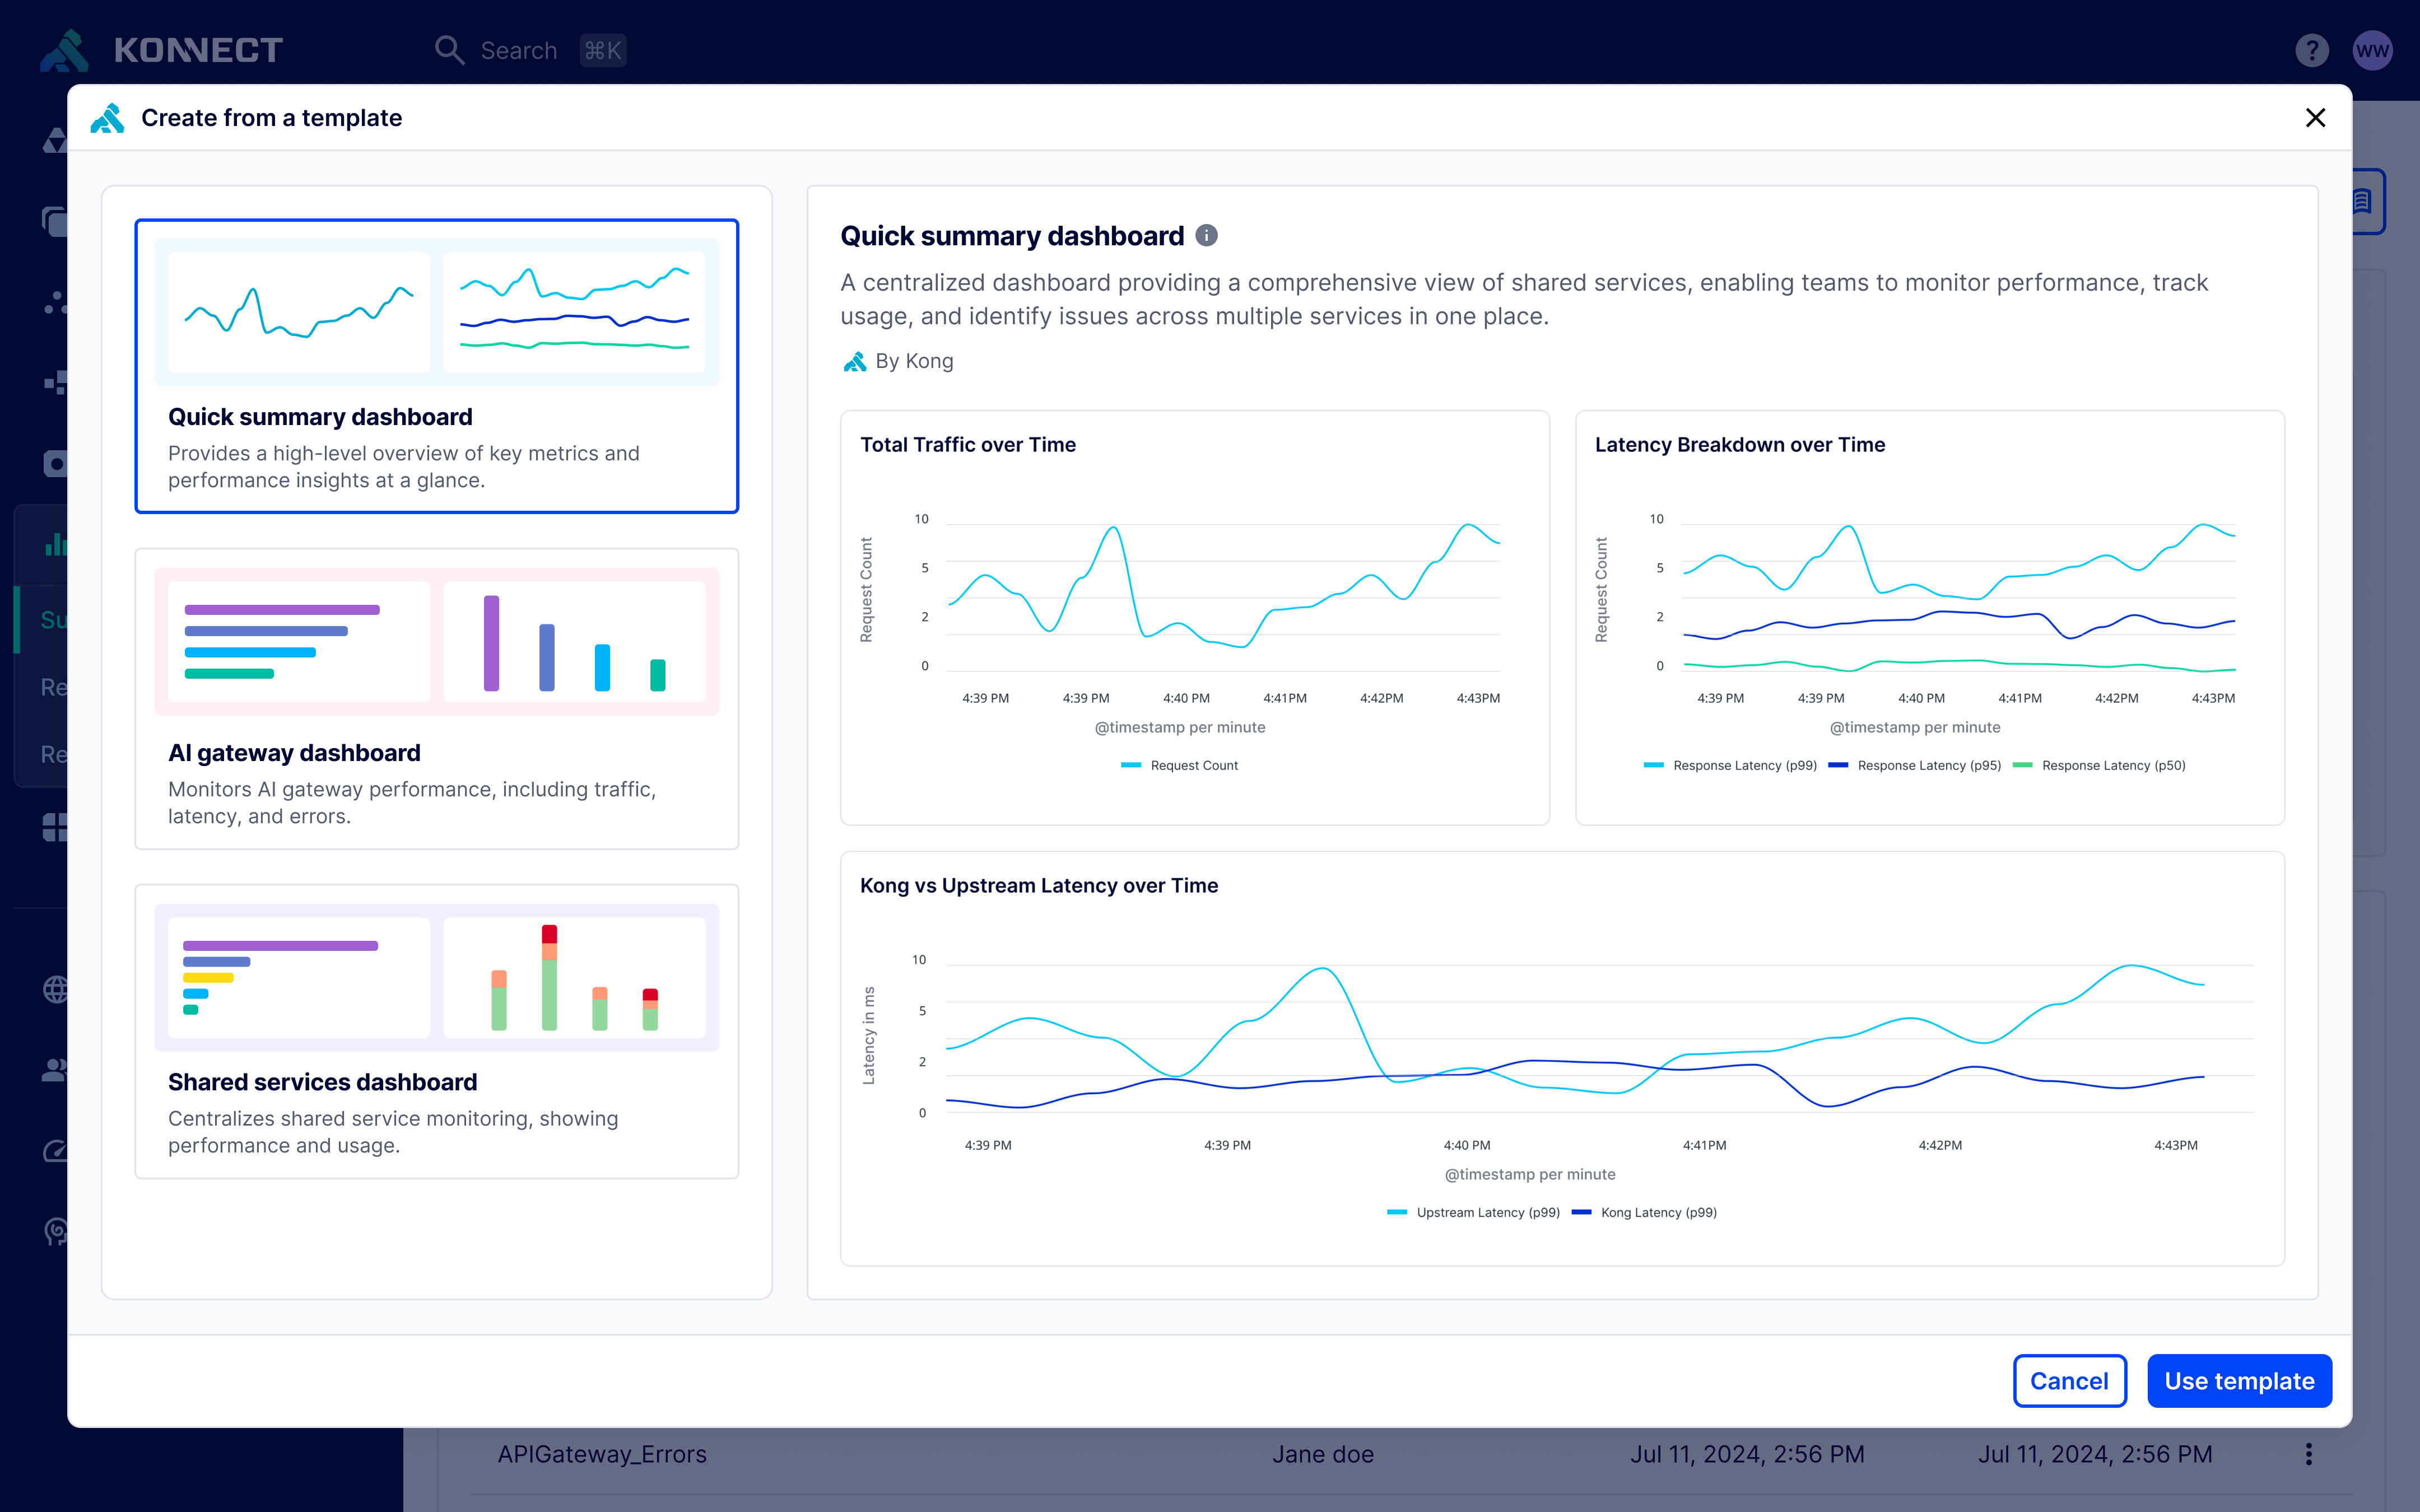 KONNECT
Search ⌘K
?
WW
Create from a template
Su
Re
Re
Quick summary dashboard
Provides a high-level overview of key metrics and
performance insights at a glance.
AI gateway dashboard
Monitors AI gateway performance, including traffic,
latency, and errors.
Shared services dashboard
Centralizes shared service monitoring, showing
performance and usage.
Quick summary dashboard
A centralized dashboard providing a comprehensive view of shared services, enabling teams to monitor performance, track
usage, and identify issues across multiple services in one place.
By Kong
Total Traffic over Time
Request Count
10
5
2
0
4:39 PM 4:39 PM 4:40 PM 4:41PM 4:42PM 4:43PM
@timestamp per minute
Request Count
Latency Breakdown over Time
Request Count
10
5
2
0
4:39 PM 4:39 PM 4:40 PM 4:41PM 4:42PM 4:43PM
@timestamp per minute
Response Latency (p99) Response Latency (p95) Response Latency (p50)
Kong vs Upstream Latency over Time
Latency in ms
10
5
2
0
4:39 PM 4:39 PM 4:40 PM 4:41PM 4:42PM 4:43PM
@timestamp per minute
Upstream Latency (p99) Kong Latency (p99)
Cancel Use template
APIGateway_Errors Jane doe Jul 11, 2024, 2:56 PM Jul 11, 2024, 2:56 PM